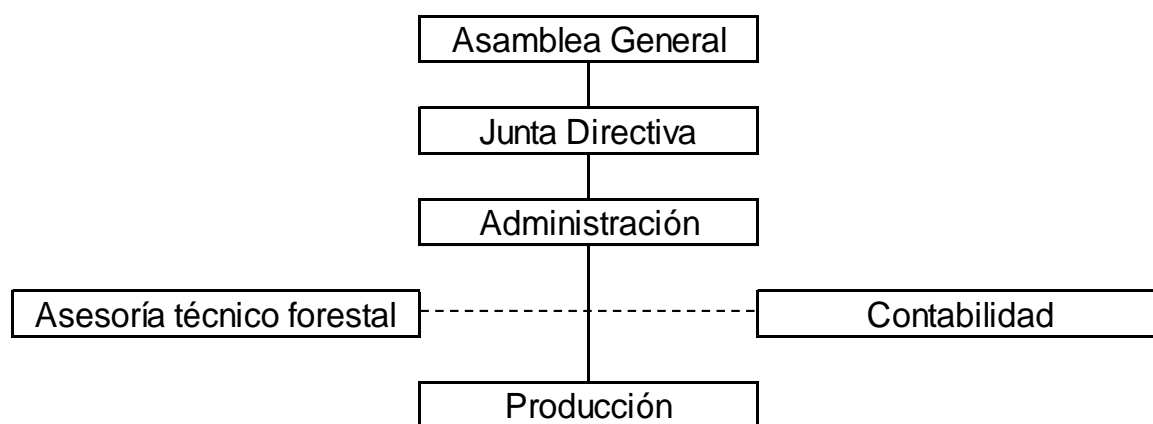 Asamblea General
Junta Directiva
Administración
Asesoría técnico forestal
Contabilidad
Producción